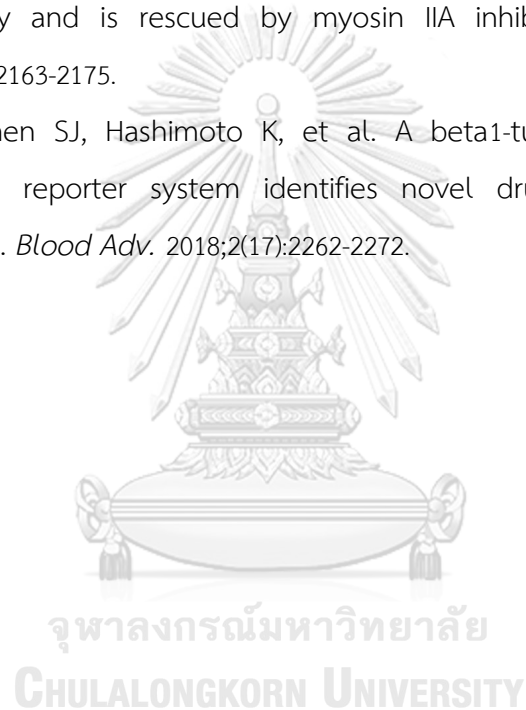 y and is rescued by myosin IIA inhib
2163-2175.
nen SJ, Hashimoto K, et al. A beta1-tu
reporter system identifies novel dru
. Blood Adv. 2018;2(17):2262-2272.
จุฬาลงกรณ์มหาวิทยาลัย
CHULALONGKORN UNIVERSITY